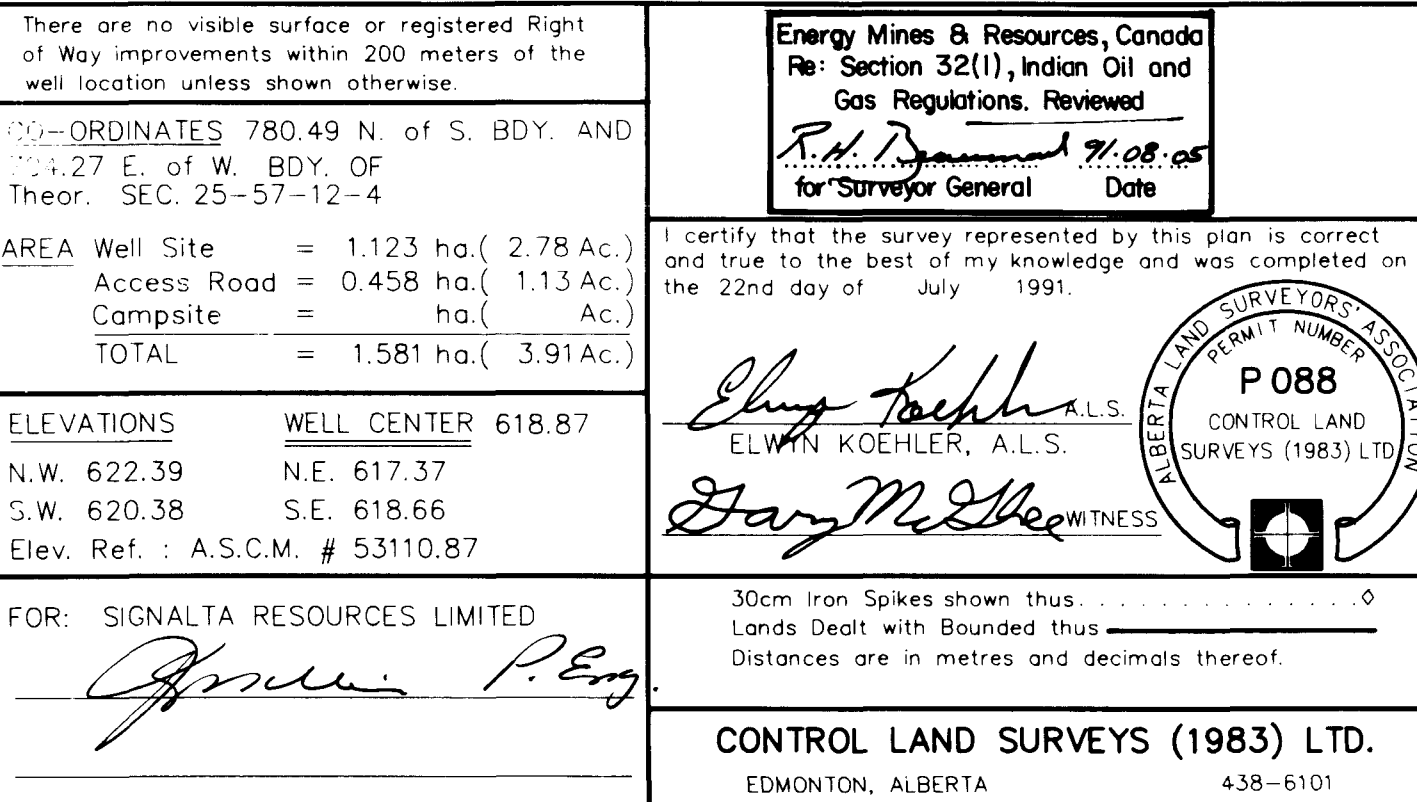 There are no visible surface or registered Right
of Way improvements within 200 meters of the
well location unless shown otherwise.
CO-ORDINATES 780.49 N. of S. BDY. AND
4.27 E. of W. BDY. OF
Theor. SEC. 25-57-12-4
AREA Well Site = 1.123 ha.( 2.78 Ac.)
Access Road = 0.458 ha.( 1.13 Ac.)
Campsite = ha.( Ac.)
TOTAL = 1.581 ha.( 3.91 Ac.)
ELEVATIONS WELL CENTER 618.87
N.W. 622.39 N.E. 617.37
S.W. 620.38 S.E. 618.66
Elev. Ref. : A.S.C.M. # 53110.87
FOR: SIGNALTA RESOURCES LIMITED
P. Eng.
Energy Mines & Resources, Canada
Re: Section 32(1), Indian Oil and
Gas Regulations. Reviewed
R.H. 91.08.05
for Surveyor General Date
I certify that the survey represented by this plan is correct
and true to the best of my knowledge and was completed on
the 22nd day of July 1991.
Elwyn Koehler A.L.S.
ELWYN KOEHLER, A.L.S.
Gary McGhee WITNESS
ALBERTA LAND SURVEYORS' ASSOCIATION
PERMIT NUMBER
P 088
CONTROL LAND
SURVEYS (1983) LTD
30cm Iron Spikes shown thus. . . . . . . . . . . . . . .◊
Lands Dealt with Bounded thus
Distances are in metres and decimals thereof.
CONTROL LAND SURVEYS (1983) LTD.
EDMONTON, ALBERTA 438-6101